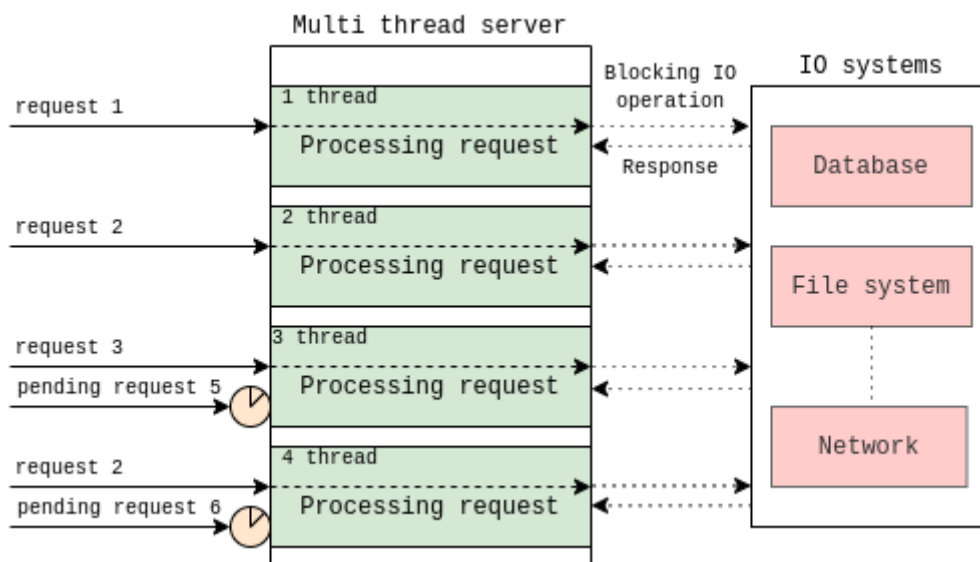 Multi thread server
IO systems
Blocking IO
operation
Response
request 1
1 thread
Processing request
Database
request 2
2 thread
Processing request
File system
request 3
3 thread
Processing request
pending request 5
Network
request 2
4 thread
Processing request
pending request 6